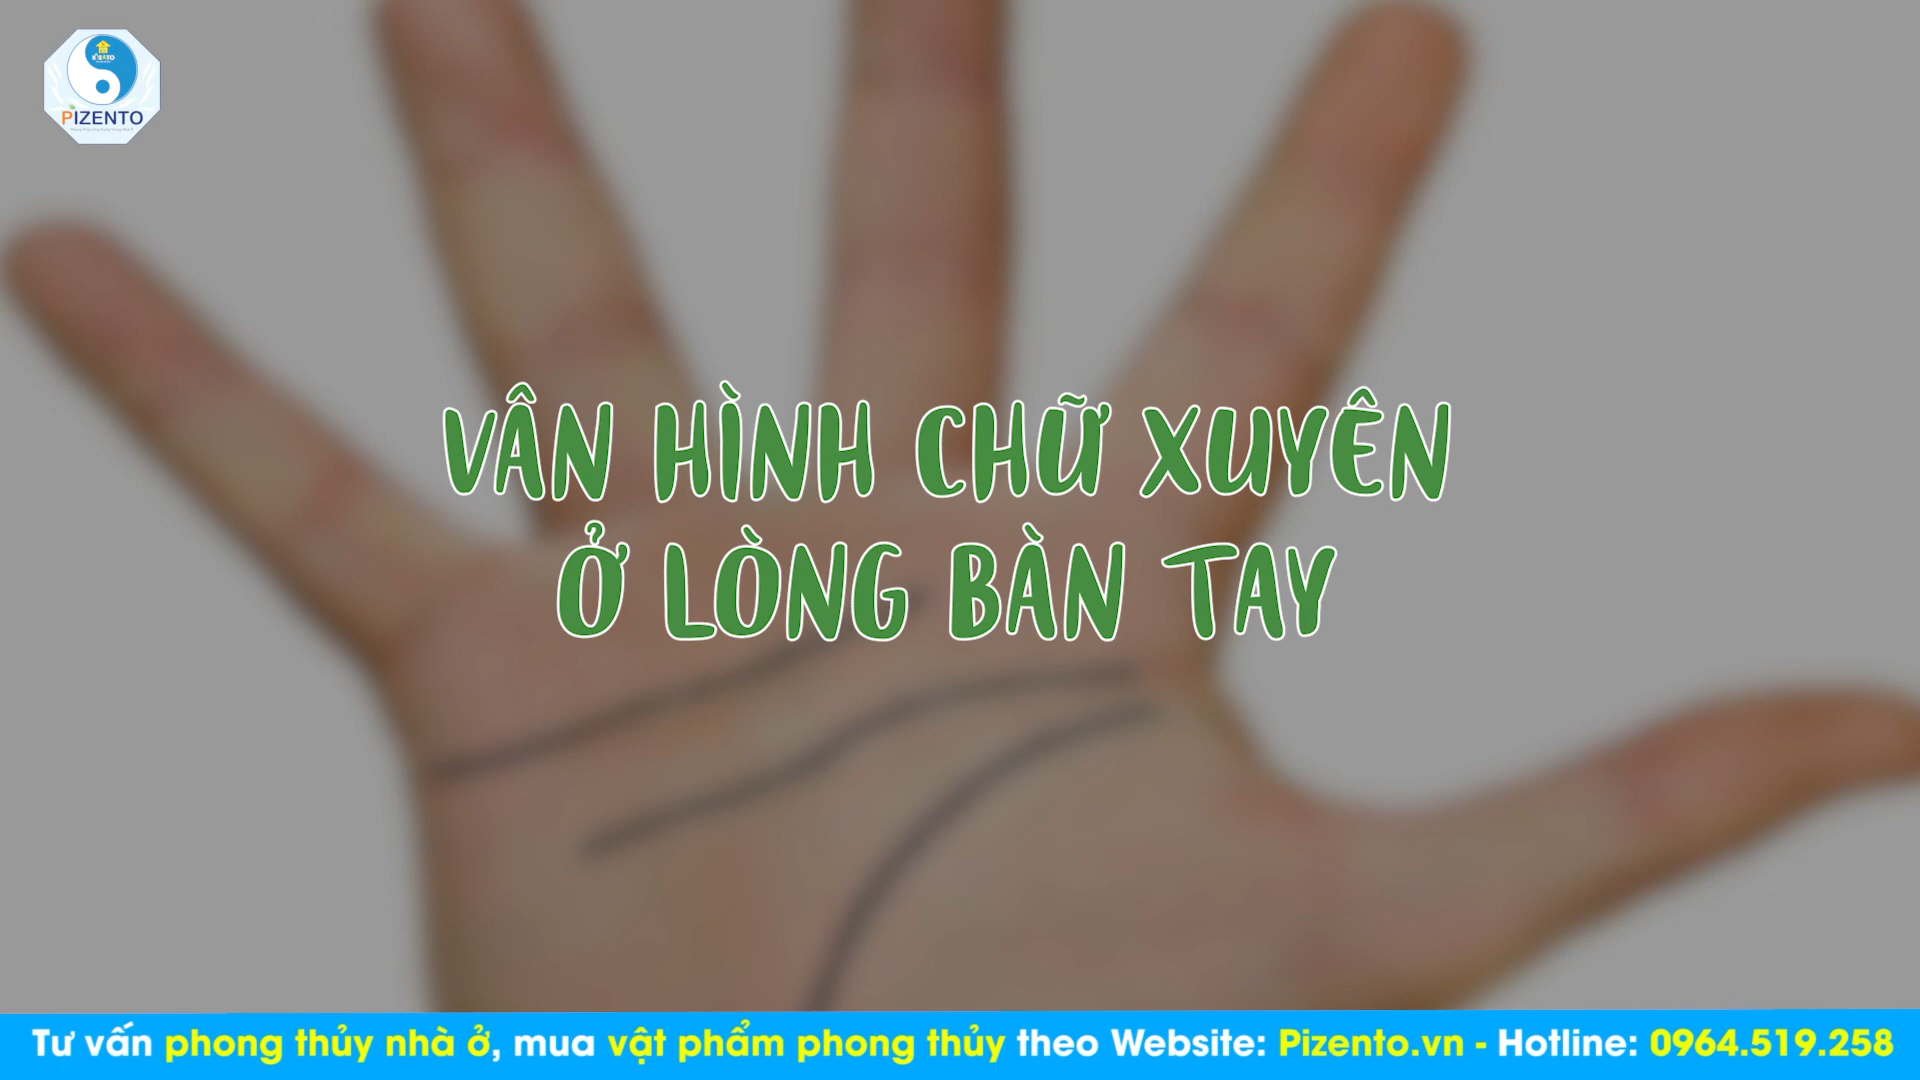 PIZENTO
VÂN HÌNH CHỮ XUYÊN
Ở LÒNG BÀN TAY
Tư vấn phong thủy nhà ở, mua vật phẩm phong thủy theo Website: Pizento.vn - Hotline: 0964.519.258